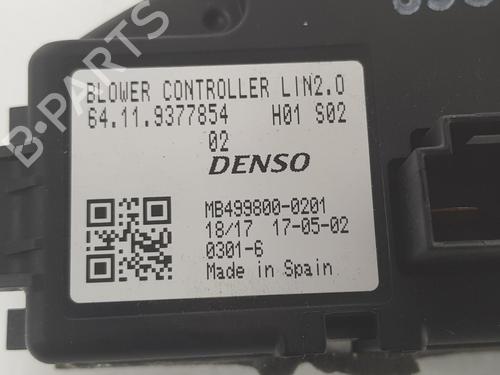 B-PARTS
BLOWER CONTROLLER LIN2.0
64.11.9377854 H01 S02
02
DENSO
MB499800-0201
18/17 17-05-02
0301-6
Made in Spain